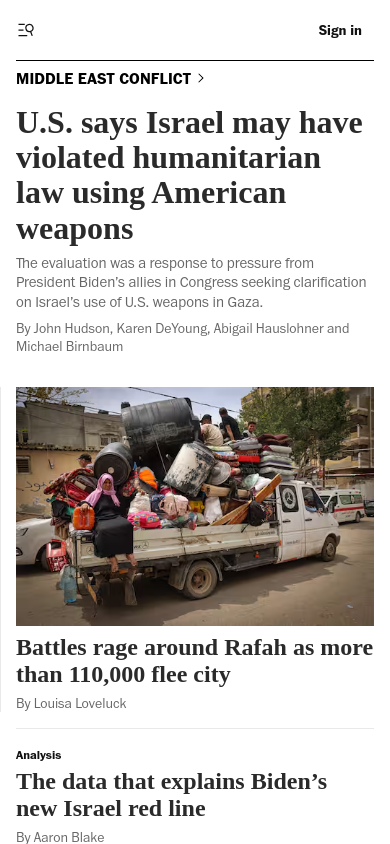 Sign in
MIDDLE EAST CONFLICT
U.S. says Israel may have
violated humanitarian
law using American
weapons
The evaluation was a response to pressure from
President Biden’s allies in Congress seeking clarification
on Israel’s use of U.S. weapons in Gaza.
By John Hudson, Karen DeYoung, Abigail Hauslohner and
Michael Birnbaum
Battles rage around Rafah as more
than 110,000 flee city
By Louisa Loveluck
Analysis
The data that explains Biden’s
new Israel red line
By Aaron Blake